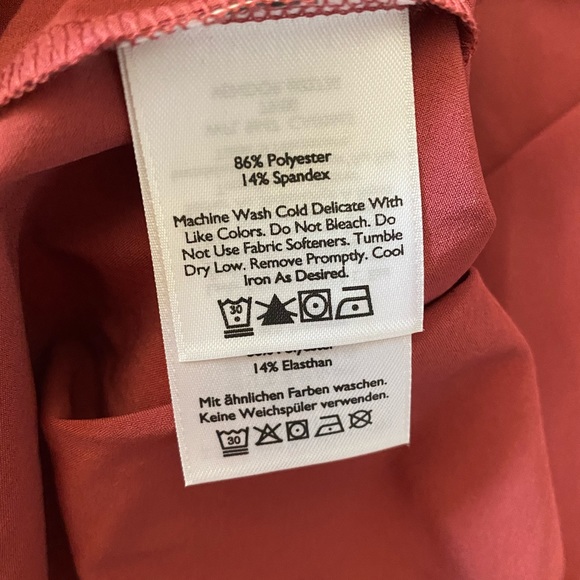 86% Polyester
14% Spandex
Machine Wash Cold Delicate With
Like Colors. Do Not Bleach. Do
Not Use Fabric Softeners. Tumble
Dry Low. Remove Promptly. Cool
Iron As Desired.
30
14% Elasthan
Mit ähnlichen Farben waschen.
Keine Weichspüler verwenden.
30